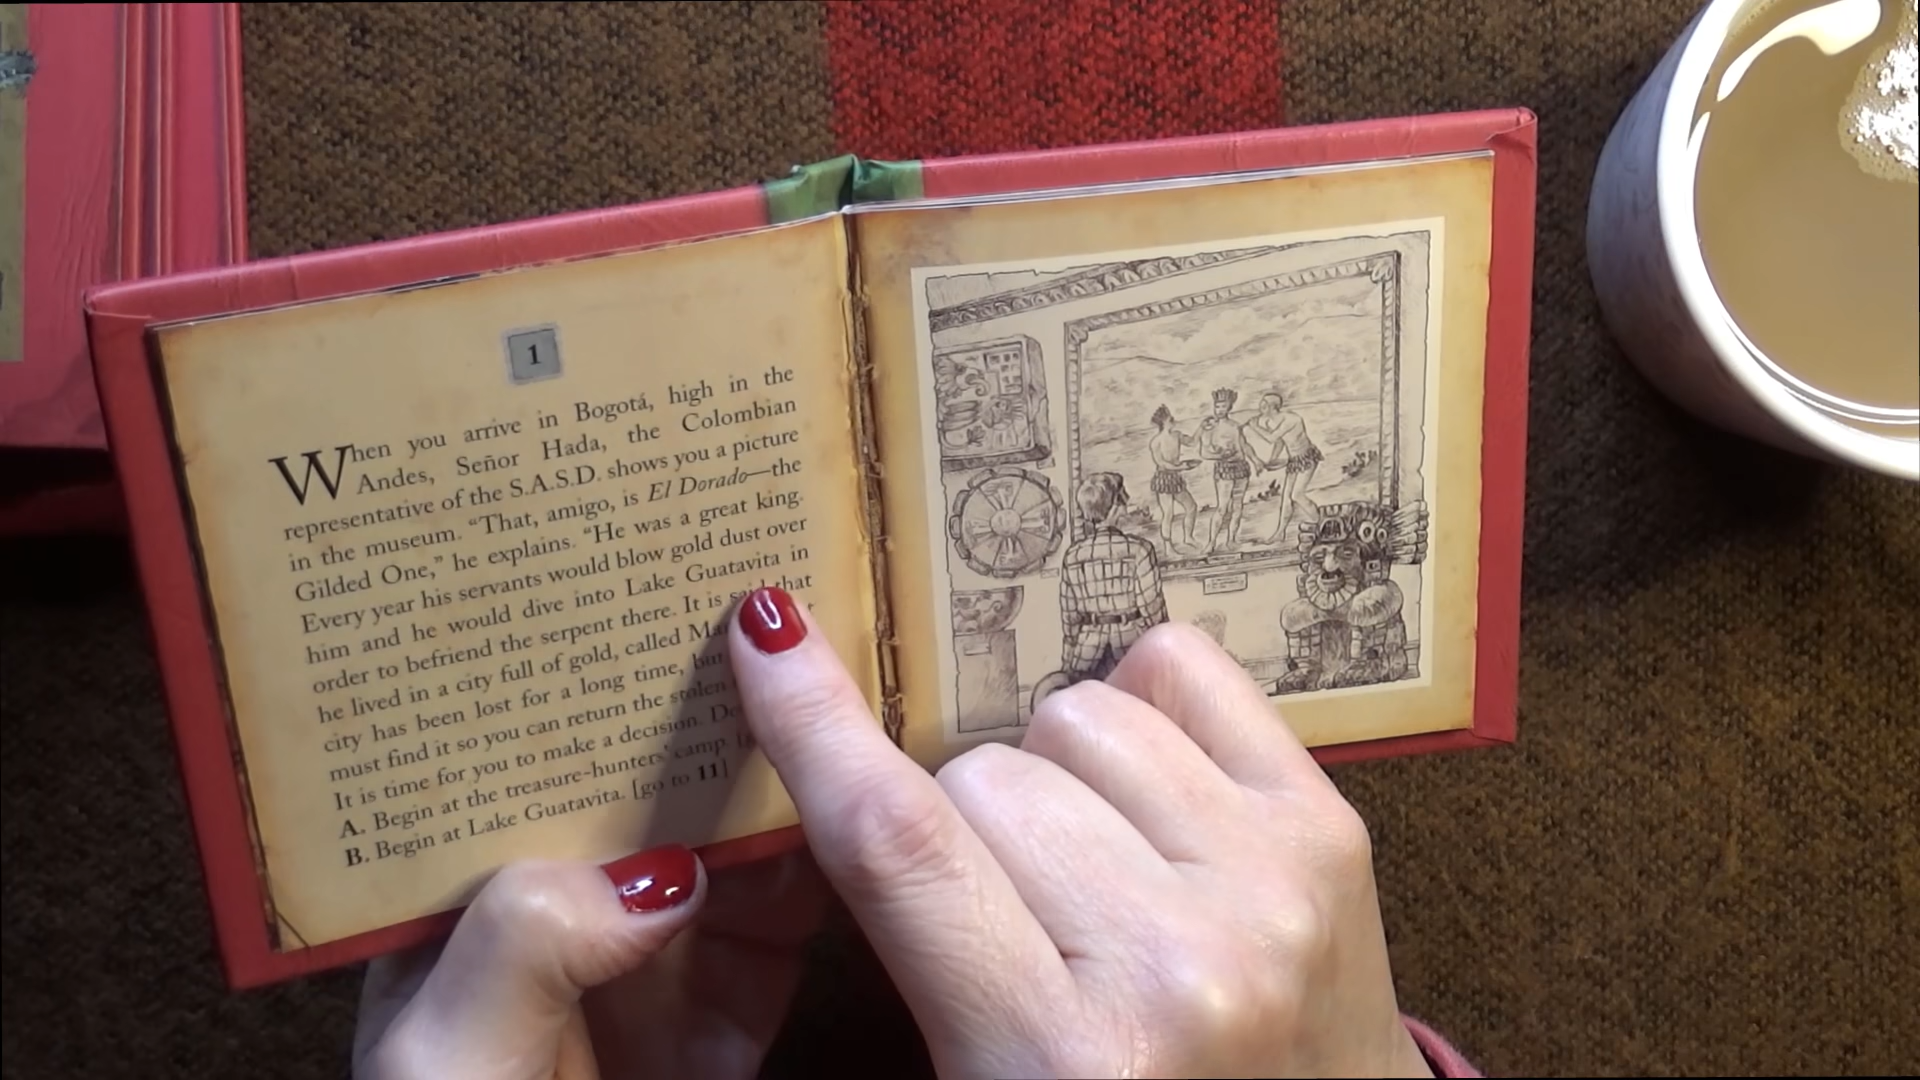 1
When you arrive in Bogotá, high in the
Andes, Señor Hada, the Colombian
representative of the S.A.S.D. shows you a picture
in the museum. “That, amigo, is El Dorado—the
Gilded One,” he explains. “He was a great king.
Every year his servants would blow gold dust over
him and he would dive into Lake Guatavita in
order to befriend the serpent there. It is said that
he lived in a city full of gold, called
city has been lost for a long time, but
must find it so you can return the stolen
It is time for you to make a decision.
A. Begin at the treasure-hunters’ camp.
B. Begin at Lake Guatavita. [go to 11]